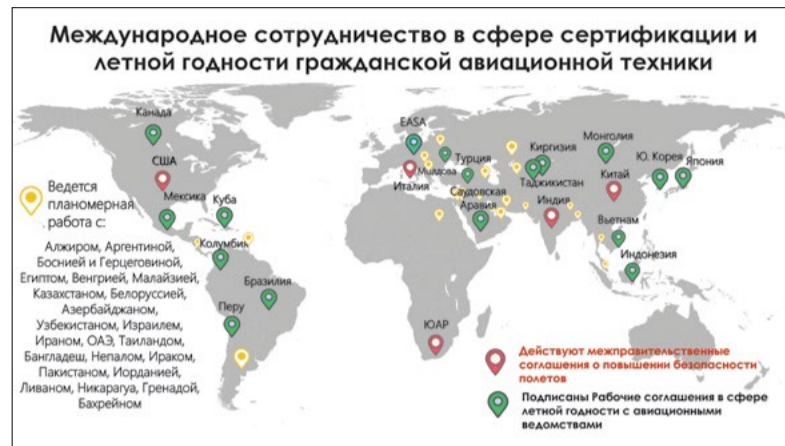 Международное сотрудничество в сфере сертификации и
летной годности гражданской авиационной техники
Канада
США
Мексика
Куба
Колумбия
Бразилия
Перу
EASA
Молдова
Италия
Турция
Саудовская
Аравия
Киргизия
Таджикистан
Индия
Монголия
Китай
Ю. Корея
Япония
Вьетнам
Индонезия
ЮАР
Ведется
планомерная
работа с:
Алжиром, Аргентиной,
Боснией и Герцеговиной,
Египтом, Венгрией, Малайзией,
Казахстаном, Белоруссией,
Азербайджаном,
Узбекистаном, Израилем,
Ираном, ОАЭ, Таиландом,
Бангладеш, Непалом, Ираком,
Пакистаном, Иорданией,
Ливаном, Никарагуа, Гренадой,
Бахрейном
Действуют межправительственные
соглашения о повышении безопасности
полетов
Подписаны Рабочие соглашения в сфере
летной годности с авиационными
ведомствами